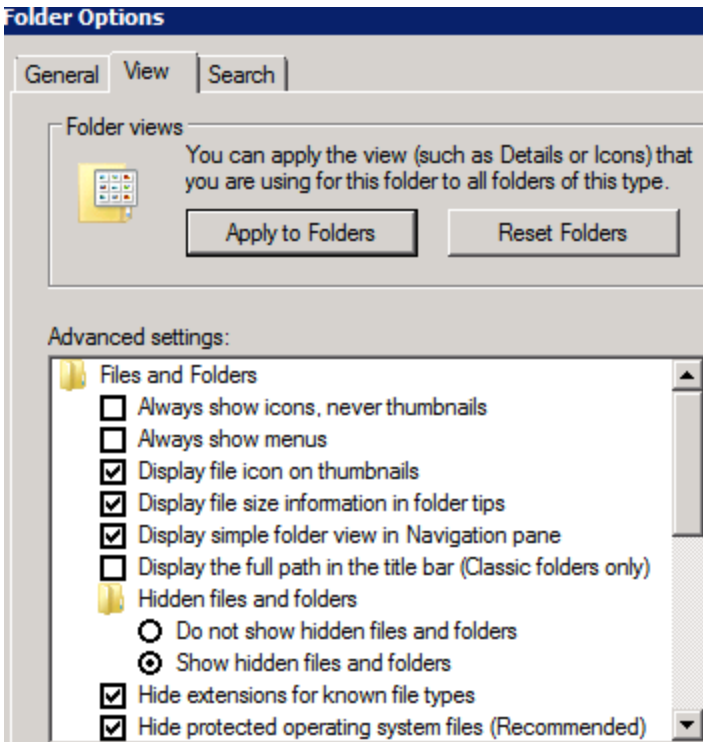 Folder Options
General View Search
Folder views
You can apply the view (such as Details or Icons) that
you are using for this folder to all folders of this type.
Apply to Folders Reset Folders
Advanced settings:
Files and Folders
Always show icons, never thumbnails
Always show menus
Display file icon on thumbnails
Display file size information in folder tips
Display simple folder view in Navigation pane
Display the full path in the title bar (Classic folders only)
Hidden files and folders
Do not show hidden files and folders
Show hidden files and folders
Hide extensions for known file types
Hide protected operating system files (Recommended)